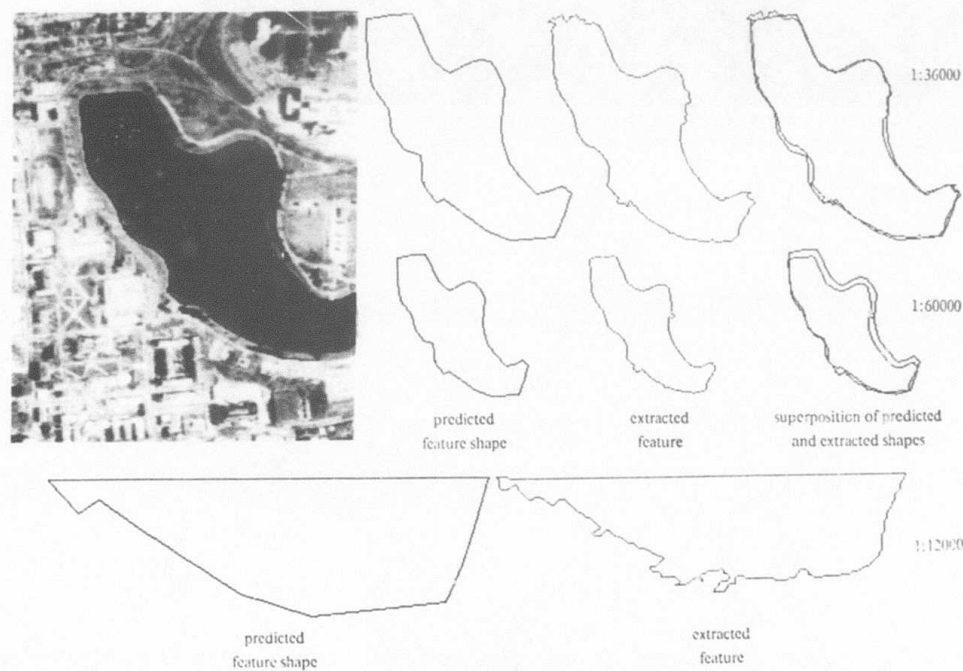 1:36000
1:60000
predicted
feature shape
extracted
feature
superposition of predicted
and extracted shapes
1:12000
predicted
feature shape
extracted
feature